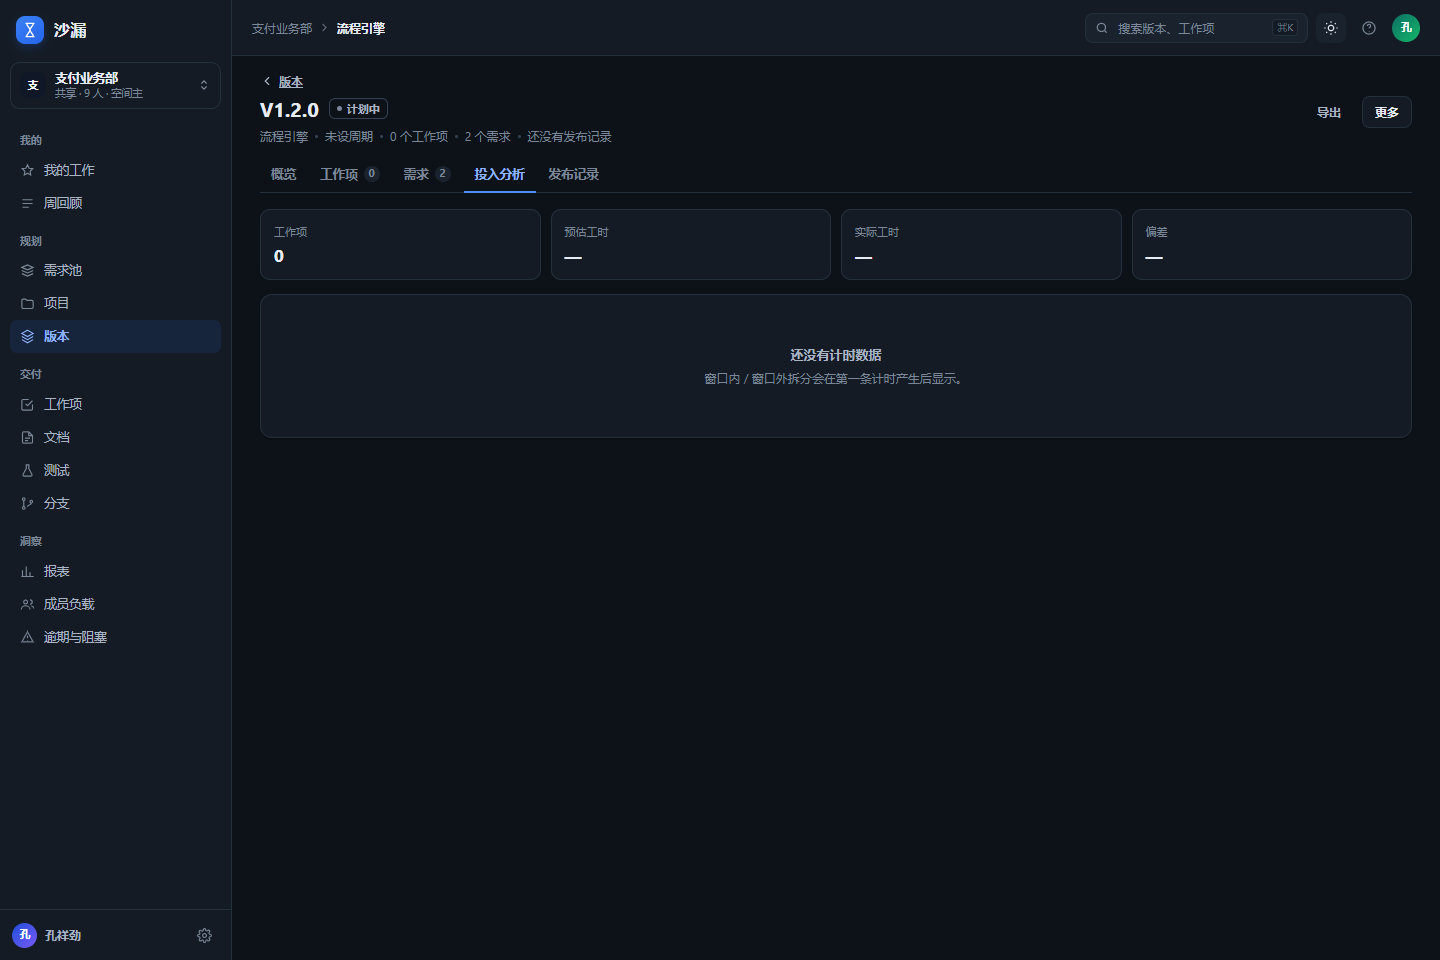 沙漏
支付业务部 › 流程引擎
搜索版本、工作项 ⌘K
孔
支
支付业务部
共享 · 9 人 · 空间主
我的
我的工作
周回顾
规划
需求池
项目
版本
交付
工作项
文档
测试
分支
洞察
报表
成员负载
逾期与阻塞
孔 孔祥劲
版本
V1.2.0 计划中
导出 更多
流程引擎 • 未设周期 • 0 个工作项 • 2 个需求 • 还没有发布记录
概览 工作项 0 需求 2 投入分析 发布记录
工作项 预估工时 实际工时 偏差
0 — — —
还没有计时数据
窗口内 / 窗口外拆分会在第一条计时产生后显示。